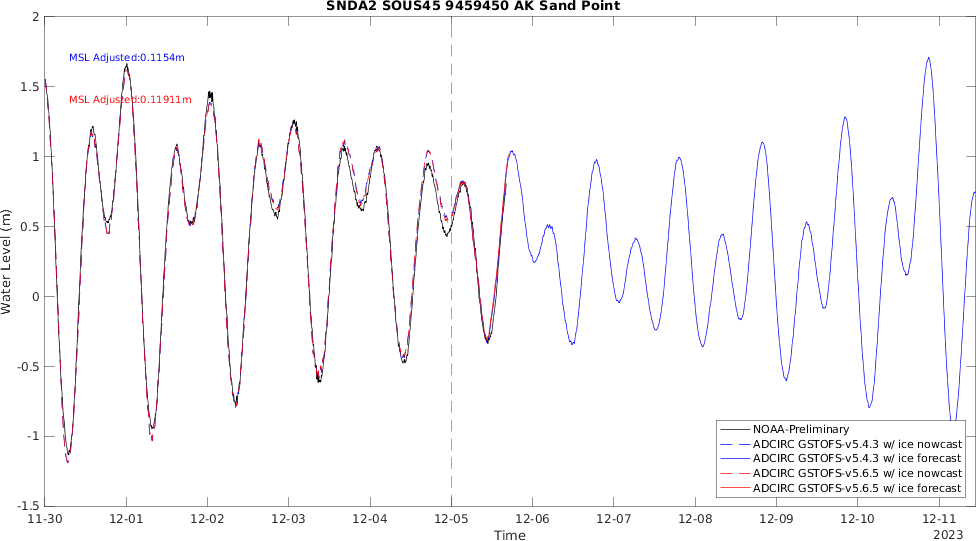 SNDA2 SOUS45 9459450 AK Sand Point
2
1.5
1
0.5
0
-0.5
-1
-1.5
Water Level (m)
MSL Adjusted:0.1154m
MSL Adjusted:0.11911m
NOAA-Preliminary
ADCIRC GSTOFS-v5.4.3 w/ ice nowcast
ADCIRC GSTOFS-v5.4.3 w/ ice forecast
ADCIRC GSTOFS-v5.6.5 w/ ice nowcast
ADCIRC GSTOFS-v5.6.5 w/ ice forecast
11-30 12-01 12-02 12-03 12-04 12-05 12-06 12-07 12-08 12-09 12-10 12-11
Time
2023